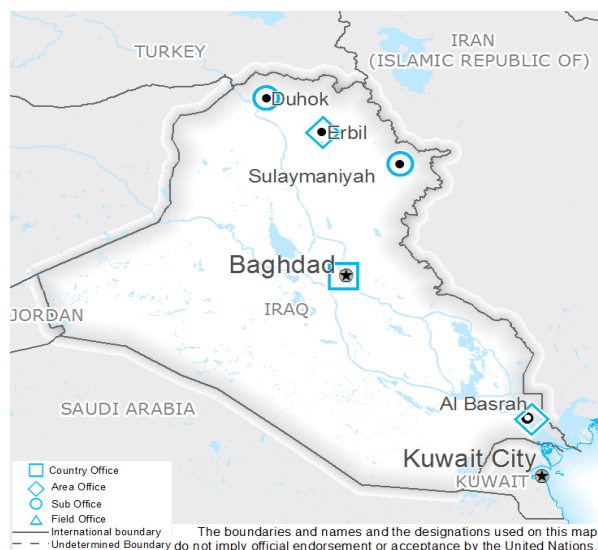 TURKEY
IRAN
(ISLAMIC REPUBLIC OF)
Duhok
Erbil
Sulaymaniyah
Baghdad
IRAQ
JORDAN
SAUDI ARABIA
Al Basrah
Kuwait City
KUWAIT
Country Office
Area Office
Sub Office
Field Office
International boundary
Undetermined Boundary
The boundaries and names and the designations used on this map
do not imply official endorsement or acceptance by the United Nations.